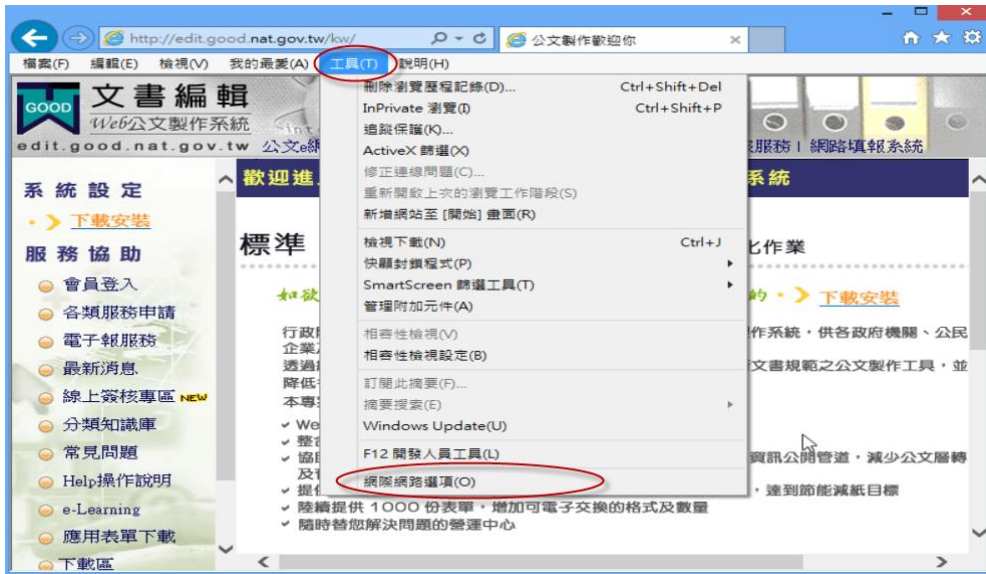 http://edit.good.nat.gov.tw/kw/
公文製作歡迎你
檔案(F) 編輯(E) 檢視(V) 我的最愛(A) 工具(T) 說明(H)
GOOD 文書編輯
Web公文製作系統
edit.good.nat.gov.tw 公文e網
服務 | 網路填報系統
刪除瀏覽歷程記錄(D)... Ctrl+Shift+Del
InPrivate 瀏覽(I) Ctrl+Shift+P
追蹤保護(K)...
ActiveX 篩選(X)
修正連線問題(C)...
重新開啟上次的瀏覽工作階段(S)
新增網站至 [開始] 畫面(R)
檢視下載(N) Ctrl+J
快顯封鎖程式(P)
SmartScreen 篩選工具(T)
管理附加元件(A)
相容性檢視(V)
相容性檢視設定(B)
訂閱此摘要(F)...
摘要搜索(E)
Windows Update(U)
F12 開發人員工具(L)
網際網路選項(O)
系統設定
下載安裝
服務協助
會員登入
各類服務申請
電子報服務
最新消息
線上簽核專區 NEW
分類知識庫
常見問題
Help操作說明
e-Learning
應用表單下載
下載區
歡迎進
系統
標準
化作業
如欲
的
下載安裝
行政
作系統,供各政府機關、公民
企業
透過
文書規範之公文製作工具,並
降低
本專
We
整合
協助
資訊公開管道,減少公文層轉
及
提供
,達到節能減紙目標
陸續提供 1000 份表單,增加可電子交換的格式及數量
隨時替您解決問題的營運中心